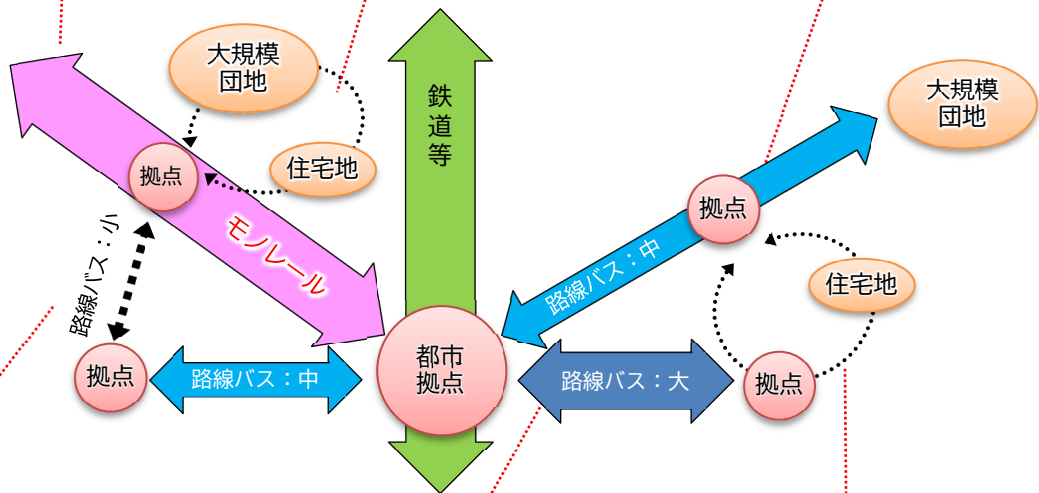 大規模
団地
鉄
道
等
大規模
団地
住宅地
拠点
拠点
モノレール
路線バス：小
路線バス：中
住宅地
都市
拠点
拠点
路線バス：中
路線バス：大
拠点